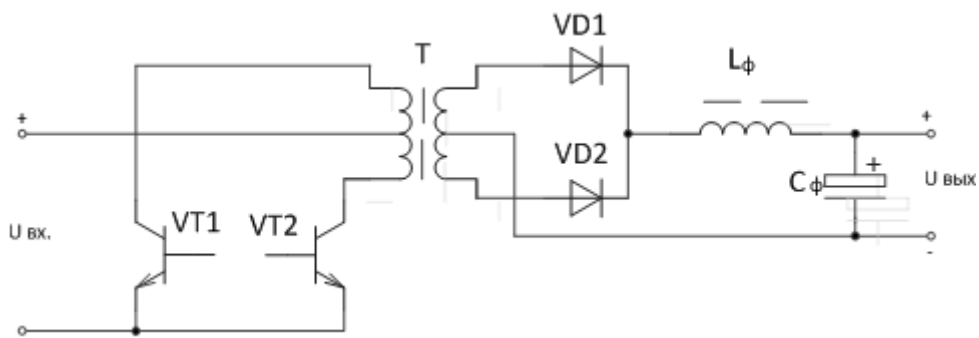 VD1
T
Lф
+
+
VD2
Cф
+
U вых
U вх.
VT1
VT2
-